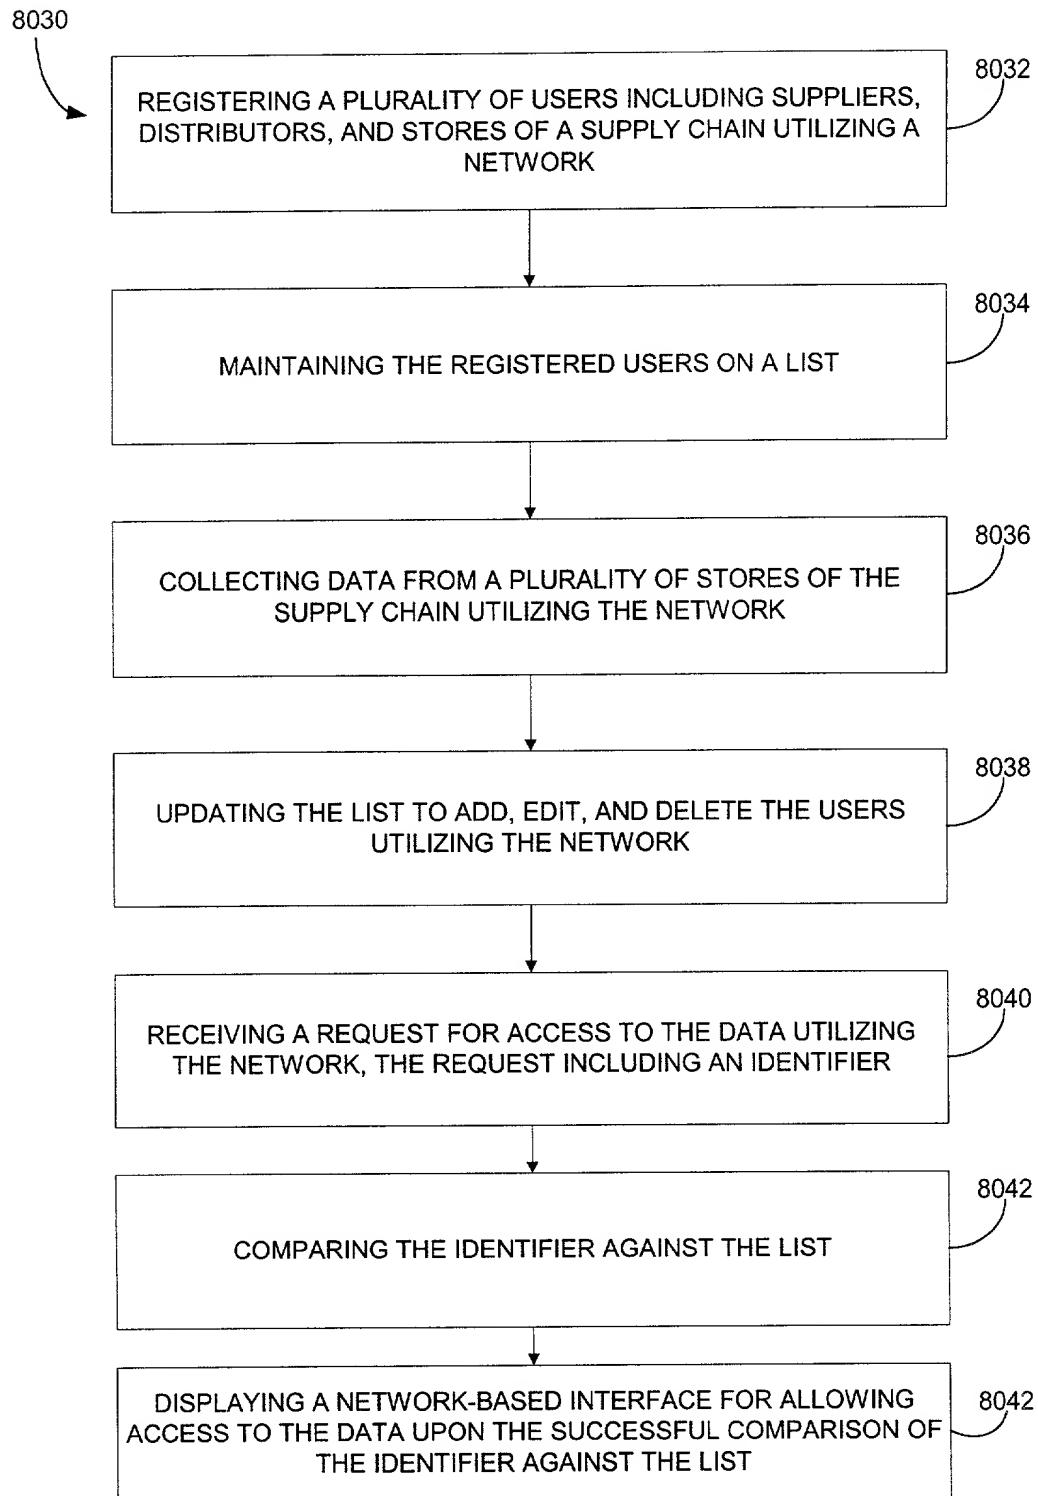 8030
8032
REGISTERING A PLURALITY OF USERS INCLUDING SUPPLIERS,
DISTRIBUTORS, AND STORES OF A SUPPLY CHAIN UTILIZING A
NETWORK
8034
MAINTAINING THE REGISTERED USERS ON A LIST
8036
COLLECTING DATA FROM A PLURALITY OF STORES OF THE
SUPPLY CHAIN UTILIZING THE NETWORK
8038
UPDATING THE LIST TO ADD, EDIT, AND DELETE THE USERS
UTILIZING THE NETWORK
8040
RECEIVING A REQUEST FOR ACCESS TO THE DATA UTILIZING
THE NETWORK, THE REQUEST INCLUDING AN IDENTIFIER
8042
COMPARING THE IDENTIFIER AGAINST THE LIST
8042
DISPLAYING A NETWORK-BASED INTERFACE FOR ALLOWING
ACCESS TO THE DATA UPON THE SUCCESSFUL COMPARISON OF
THE IDENTIFIER AGAINST THE LIST